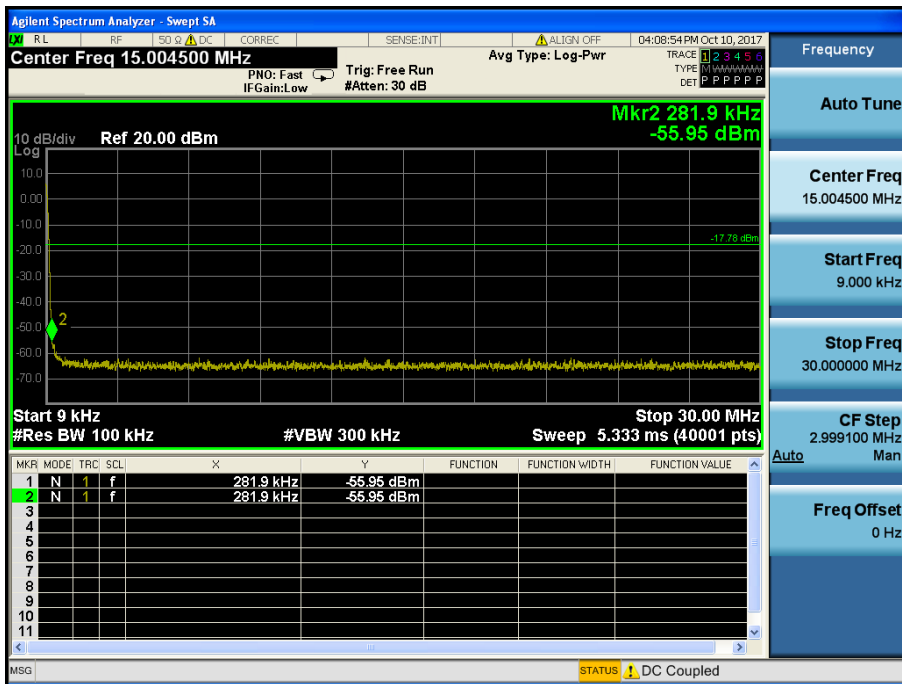 Agilent Spectrum Analyzer - Swept SA
LXI RL RF 50 Ω DC CORREC SENSE:INT ALIGN OFF 04:08:54 PM Oct 10, 2017
Center Freq 15.004500 MHz
PNO: Fast
IFGain:Low
Trig: Free Run
#Atten: 30 dB
Avg Type: Log-Pwr
TRACE 1 2 3 4 5 6
TYPE M WWWWW
DET P P P P P P
Mkr2 281.9 kHz
-55.95 dBm
10 dB/div Ref 20.00 dBm
Log
10.0
0.00
-10.0
-17.78 dBm
-20.0
-30.0
-40.0
-50.0
2
-60.0
-70.0
Start 9 kHz Stop 30.00 MHz
#Res BW 100 kHz #VBW 300 kHz Sweep 5.333 ms (40001 pts)
MKR MODE TRC SCL X Y FUNCTION FUNCTION WIDTH FUNCTION VALUE
1 N 1 f 281.9 kHz -55.95 dBm
2 N 1 f 281.9 kHz -55.95 dBm
3
4
5
6
7
8
9
10
11
MSG STATUS DC Coupled
Frequency
Auto Tune
Center Freq
15.004500 MHz
Start Freq
9.000 kHz
Stop Freq
30.000000 MHz
CF Step
2.999100 MHz
Auto Man
Freq Offset
0 Hz